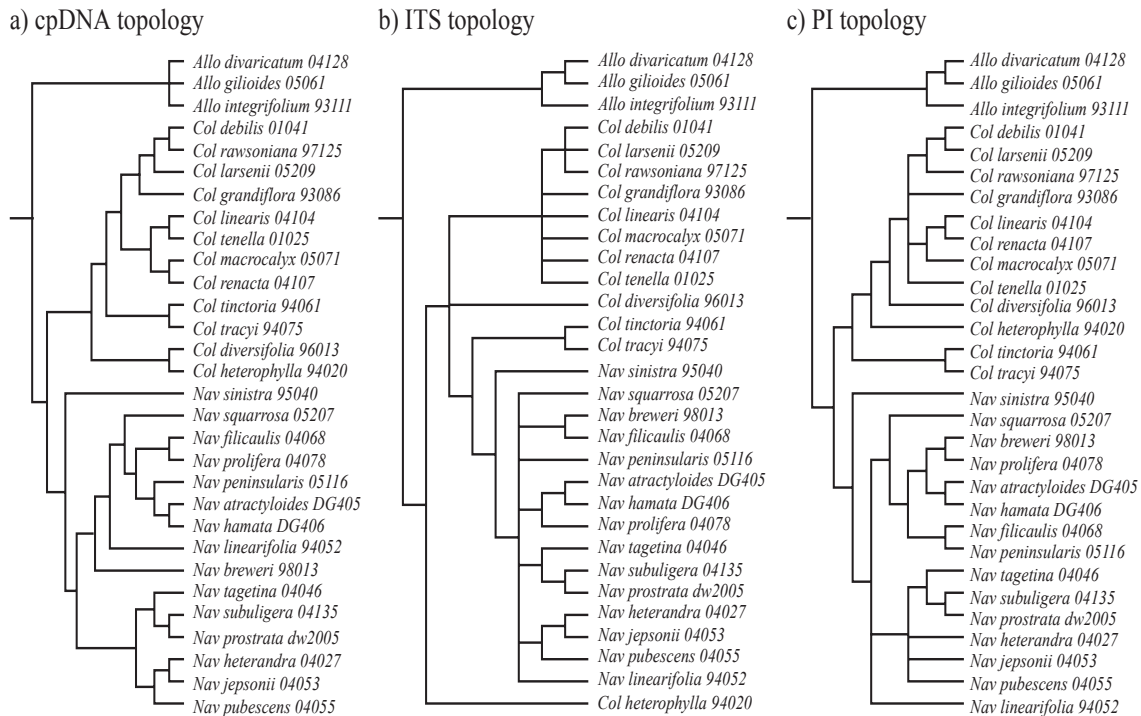 a) cpDNA topology
Allo divaricatum 04128
Allo gilioides 05061
Allo integrifolium 93111
Col debilis 01041
Col rawsoniana 97125
Col larsenii 05209
Col grandiflora 93086
Col linearis 04104
Col tenella 01025
Col macrocalyx 05071
Col renacta 04107
Col tinctoria 94061
Col tracyi 94075
Col diversifolia 96013
Col heterophylla 94020
Nav sinistra 95040
Nav squarrosa 05207
Nav filicaulis 04068
Nav prolifera 04078
Nav peninsularis 05116
Nav atractyloides DG405
Nav hamata DG406
Nav linearifolia 94052
Nav breweri 98013
Nav tagetina 04046
Nav subuligera 04135
Nav prostrata dw2005
Nav heterandra 04027
Nav jepsonii 04053
Nav pubescens 04055
b) ITS topology
Allo divaricatum 04128
Allo gilioides 05061
Allo integrifolium 93111
Col debilis 01041
Col larsenii 05209
Col rawsoniana 97125
Col grandiflora 93086
Col linearis 04104
Col macrocalyx 05071
Col renacta 04107
Col tenella 01025
Col diversifolia 96013
Col tinctoria 94061
Col tracyi 94075
Nav sinistra 95040
Nav squarrosa 05207
Nav breweri 98013
Nav filicaulis 04068
Nav peninsularis 05116
Nav atractyloides DG405
Nav hamata DG406
Nav prolifera 04078
Nav tagetina 04046
Nav subuligera 04135
Nav prostrata dw2005
Nav heterandra 04027
Nav jepsonii 04053
Nav pubescens 04055
Nav linearifolia 94052
Col heterophylla 94020
c) PI topology
Allo divaricatum 04128
Allo gilioides 05061
Allo integrifolium 93111
Col debilis 01041
Col larsenii 05209
Col rawsoniana 97125
Col grandiflora 93086
Col linearis 04104
Col renacta 04107
Col macrocalyx 05071
Col tenella 01025
Col diversifolia 96013
Col heterophylla 94020
Col tinctoria 94061
Col tracyi 94075
Nav sinistra 95040
Nav squarrosa 05207
Nav breweri 98013
Nav prolifera 04078
Nav atractyloides DG405
Nav hamata DG406
Nav filicaulis 04068
Nav peninsularis 05116
Nav tagetina 04046
Nav subuligera 04135
Nav prostrata dw2005
Nav heterandra 04027
Nav jepsonii 04053
Nav pubescens 04055
Nav linearifolia 94052